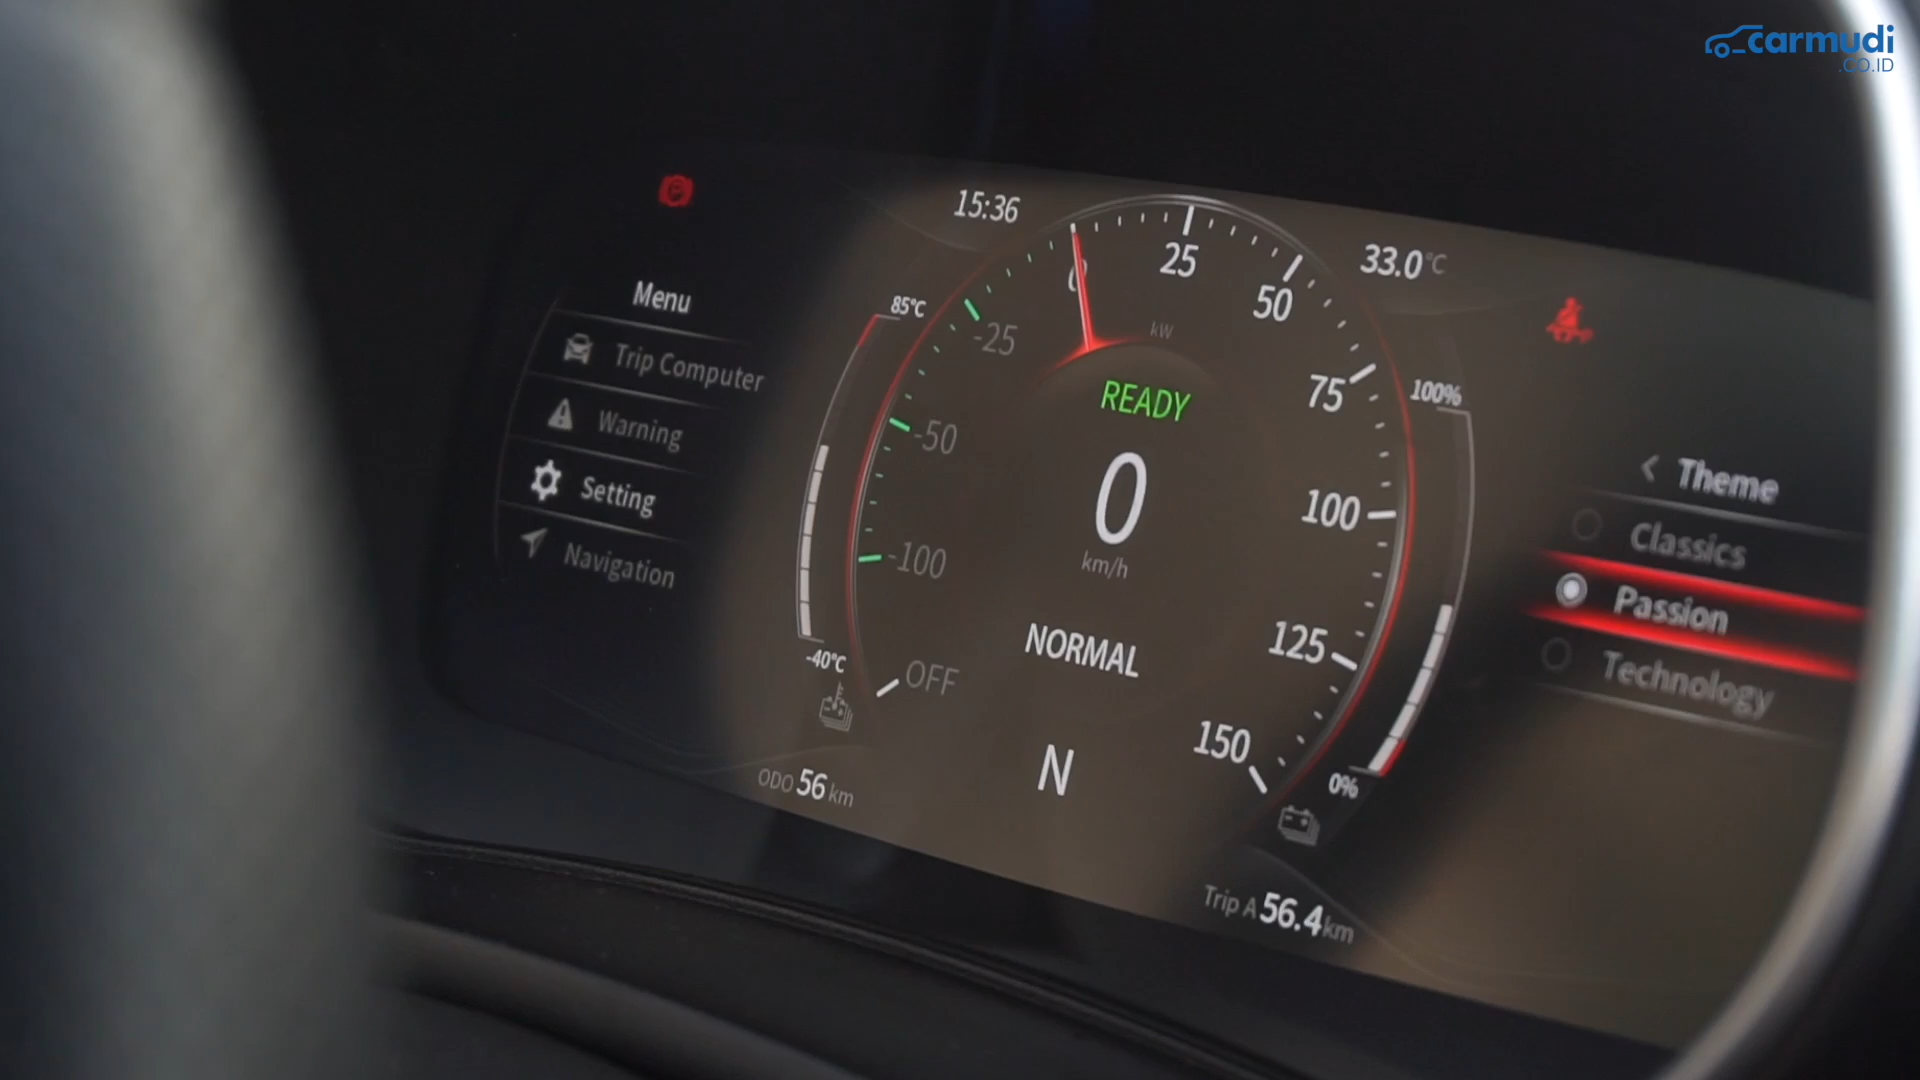 carmudi
.CO.ID
15:36
33.0°C
Menu
Trip Computer
Warning
Setting
Navigation
85°C
-40°C
0
25
50
75
100
125
150
-25
-50
-100
OFF
kW
READY
0
km/h
NORMAL
N
100%
0%
< Theme
Classics
Passion
Technology
ODO 56 km
Trip A 56.4 km